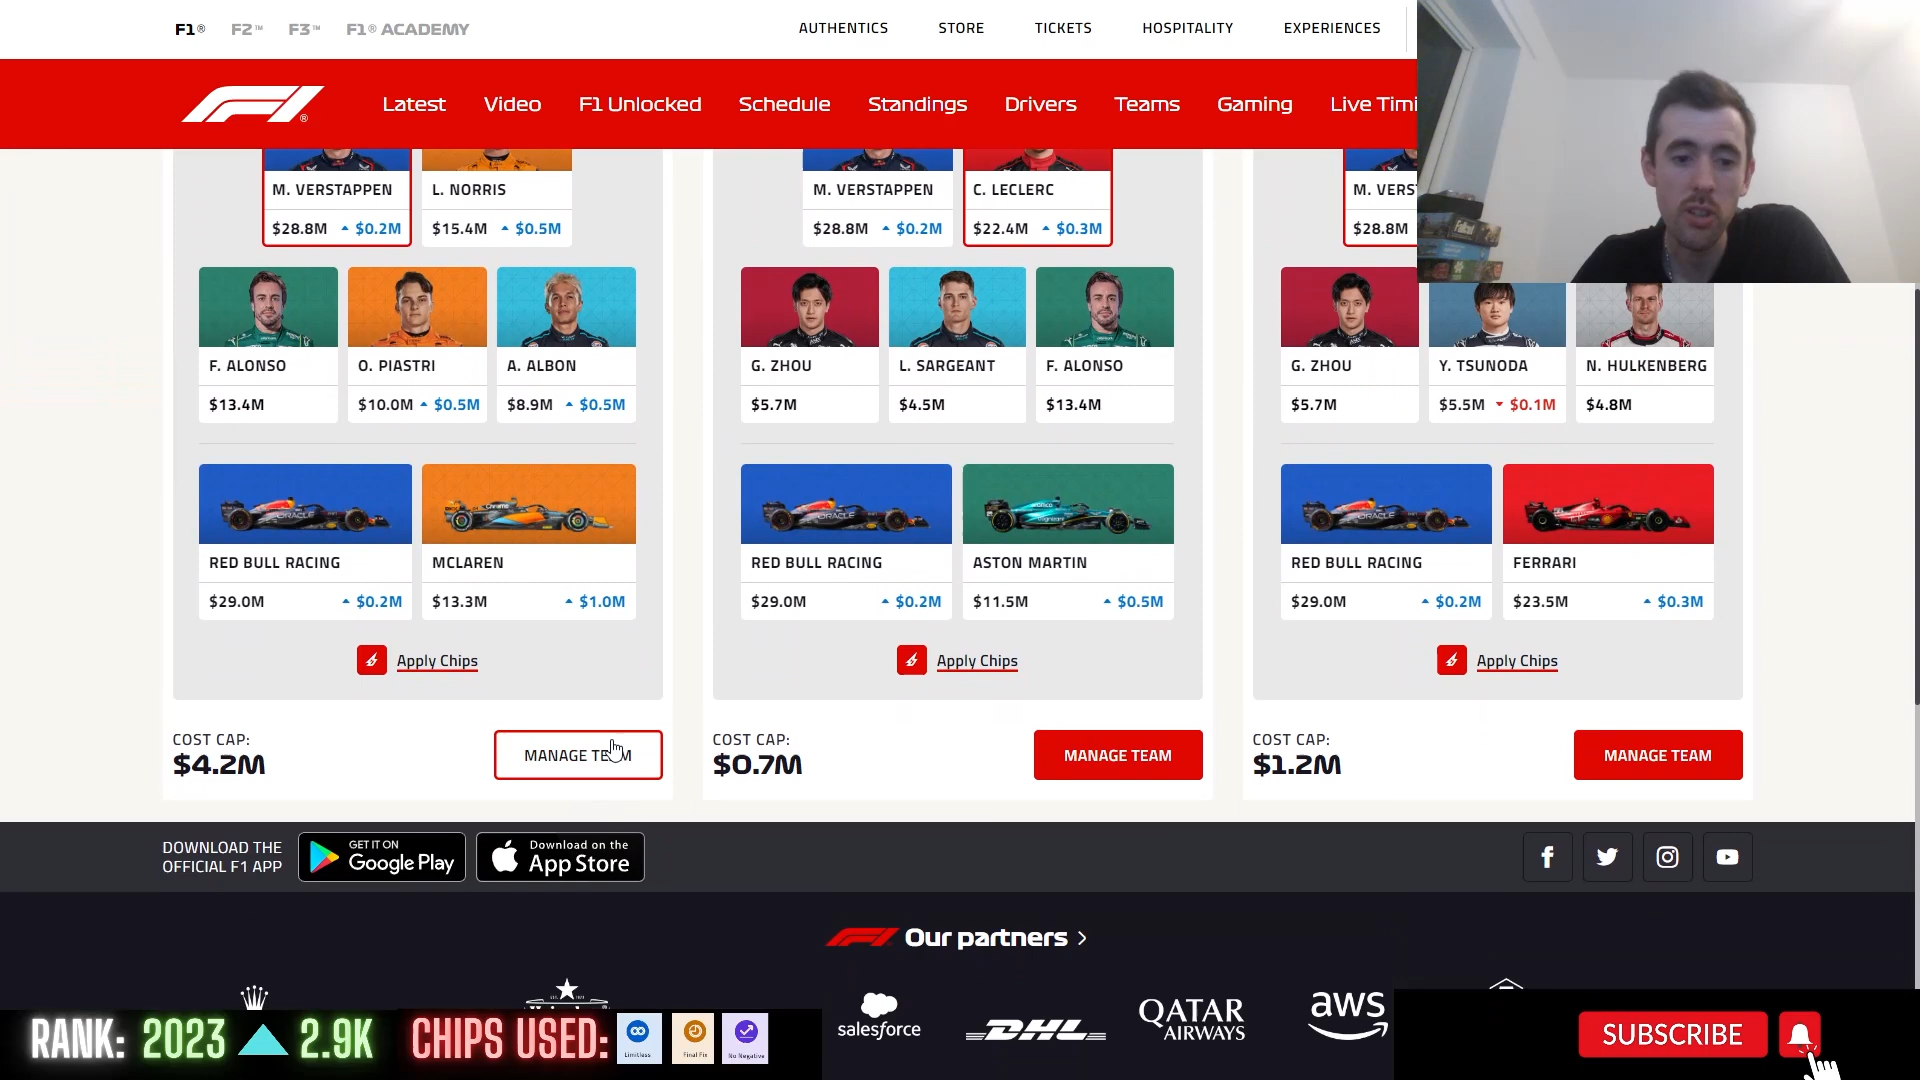 F1® F2™ F3™ F1® ACADEMY
AUTHENTICS STORE TICKETS HOSPITALITY EXPERIENCES
F1® Latest Video F1 Unlocked Schedule Standings Drivers Teams Gaming Live Timi
M. VERSTAPPEN L. NORRIS
$28.8M $0.2M $15.4M $0.5M
F. ALONSO O. PIASTRI A. ALBON
$13.4M $10.0M $0.5M $8.9M $0.5M
RED BULL RACING MCLAREN
$29.0M $0.2M $13.3M $1.0M
Apply Chips
COST CAP:
$4.2M
MANAGE TEAM
M. VERSTAPPEN C. LECLERC
$28.8M $0.2M $22.4M $0.3M
G. ZHOU L. SARGEANT F. ALONSO
$5.7M $4.5M $13.4M
RED BULL RACING ASTON MARTIN
$29.0M $0.2M $11.5M $0.5M
Apply Chips
COST CAP:
$0.7M
MANAGE TEAM
M. VERS
$28.8M
G. ZHOU Y. TSUNODA N. HULKENBERG
$5.7M $5.5M $0.1M $4.8M
RED BULL RACING FERRARI
$29.0M $0.2M $23.5M $0.3M
Apply Chips
COST CAP:
$1.2M
MANAGE TEAM
DOWNLOAD THE
OFFICIAL F1 APP
GET IT ON
Google Play
Download on the
App Store
Our partners >
salesforce DHL QATAR AIRWAYS aws
RANK: 2023 2.9K CHIPS USED:
Limitless Final Fix No Negative
SUBSCRIBE